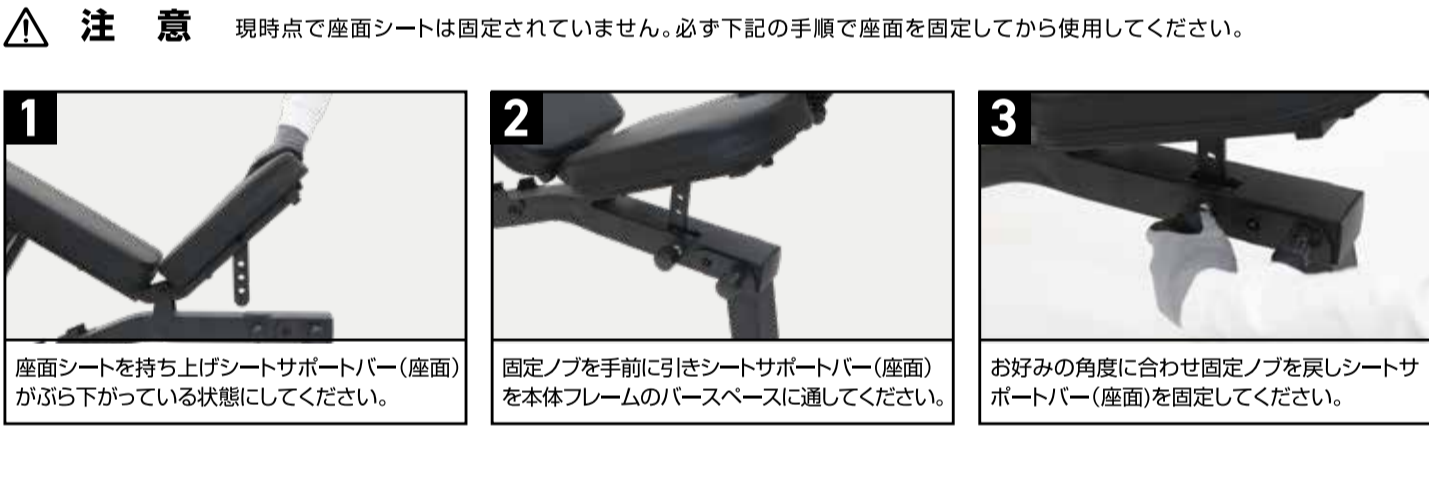 注 意 現時点で座面シートは固定されていません。必ず下記の手順で座面を固定してから使用してください。
1
座面シートを持ち上げシートサポートバー(座面)
がぶら下がっている状態にしてください。
2
固定ノブを手前に引きシートサポートバー(座面)
を本体フレームのバースペースに通してください。
3
お好みの角度に合わせ固定ノブを戻しシートサ
ポートバー(座面)を固定してください。